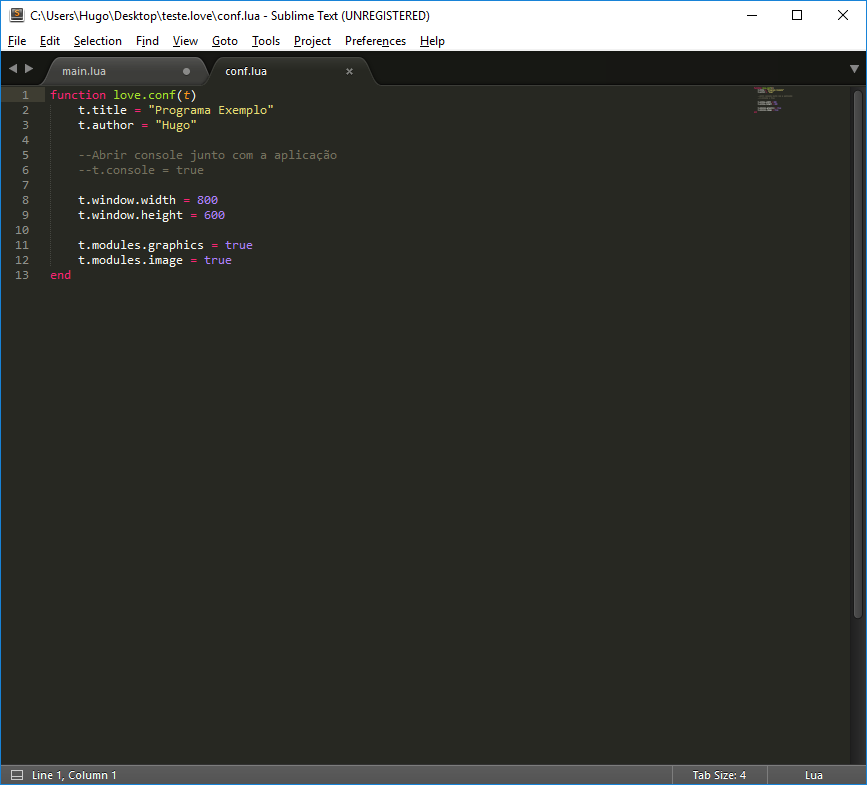 C:\Users\Hugo\Desktop\teste.love\conf.lua - Sublime Text (UNREGISTERED)
File Edit Selection Find View Goto Tools Project Preferences Help
main.lua conf.lua
1 function love.conf(t)
2 t.title = "Programa Exemplo"
3 t.author = "Hugo"
4
5 --Abrir console junto com a aplicação
6 --t.console = true
7
8 t.window.width = 800
9 t.window.height = 600
10
11 t.modules.graphics = true
12 t.modules.image = true
13 end
Line 1, Column 1 Tab Size: 4 Lua